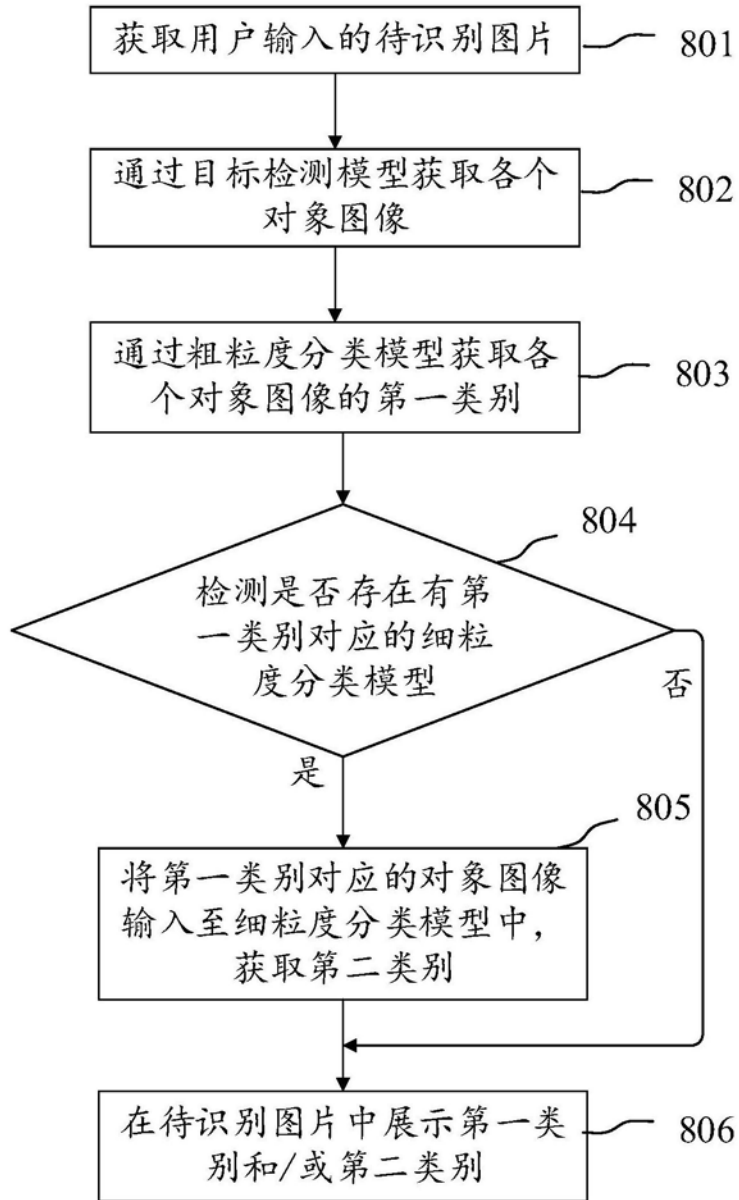 获取用户输入的待识别图片
801
通过目标检测模型获取各个
对象图像
802
通过粗粒度分类模型获取各
个对象图像的第一类别
803
804
检测是否存在有第
一类别对应的细粒
度分类模型
否
是
805
将第一类别对应的对象图像
输入至细粒度分类模型中,
获取第二类别
在待识别图片中展示第一类
别和/或第二类别
806